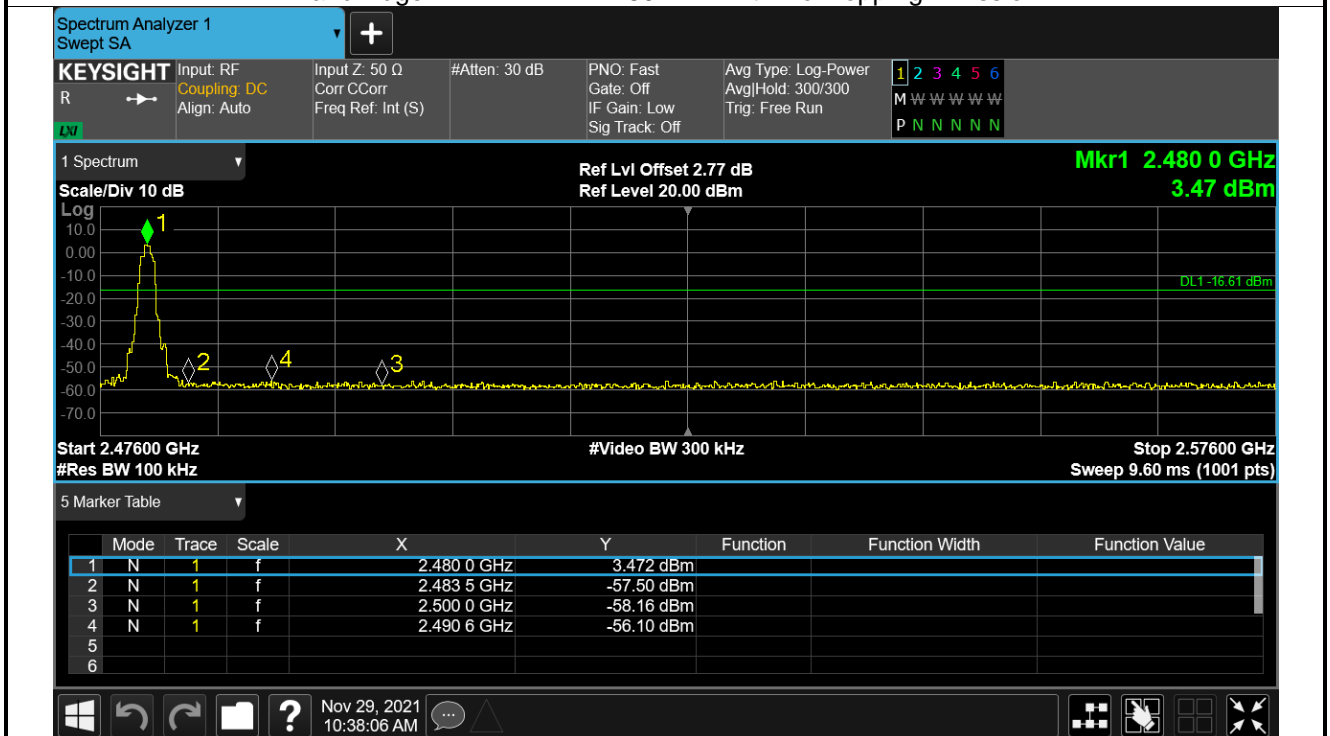 Spectrum Analyzer 1
Swept SA
+
KEYSIGHT Input: RF Input Z: 50 Ω #Atten: 30 dB PNO: Fast Avg Type: Log-Power 1 2 3 4 5 6
R Coupling: DC Corr CCorr Gate: Off Avg|Hold: 300/300 M W W W W W
Align: Auto Freq Ref: Int (S) IF Gain: Low Trig: Free Run
LXI Sig Track: Off P N N N N N
1 Spectrum Ref Lvl Offset 2.77 dB Mkr1 2.480 0 GHz
Scale/Div 10 dB Ref Level 20.00 dBm 3.47 dBm
Log
1
10.0
0.00
-10.0
DL1 -16.61 dBm
-20.0
-30.0
-40.0
2 4 3
-50.0
-60.0
-70.0
Start 2.47600 GHz #Video BW 300 kHz Stop 2.57600 GHz
#Res BW 100 kHz Sweep 9.60 ms (1001 pts)
5 Marker Table
Mode Trace Scale X Y Function Function Width Function Value
1 N 1 f 2.480 0 GHz 3.472 dBm
2 N 1 f 2.483 5 GHz -57.50 dBm
3 N 1 f 2.500 0 GHz -58.16 dBm
4 N 1 f 2.490 6 GHz -56.10 dBm
5
6
? Nov 29, 2021
10:38:06 AM